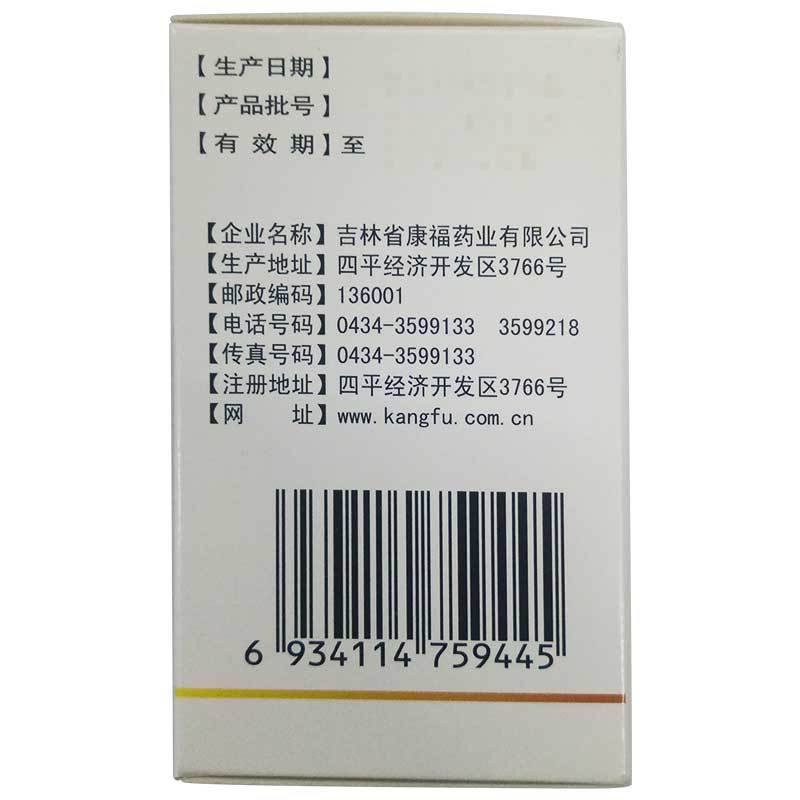 【生产日期】
【产品批号】
【有 效 期】至
【企业名称】吉林省康福药业有限公司
【生产地址】四平经济开发区3766号
【邮政编码】136001
【电话号码】0434-3599133 3599218
【传真号码】0434-3599133
【注册地址】四平经济开发区3766号
【网 址】www.kangfu.com.cn
6 934114 759445